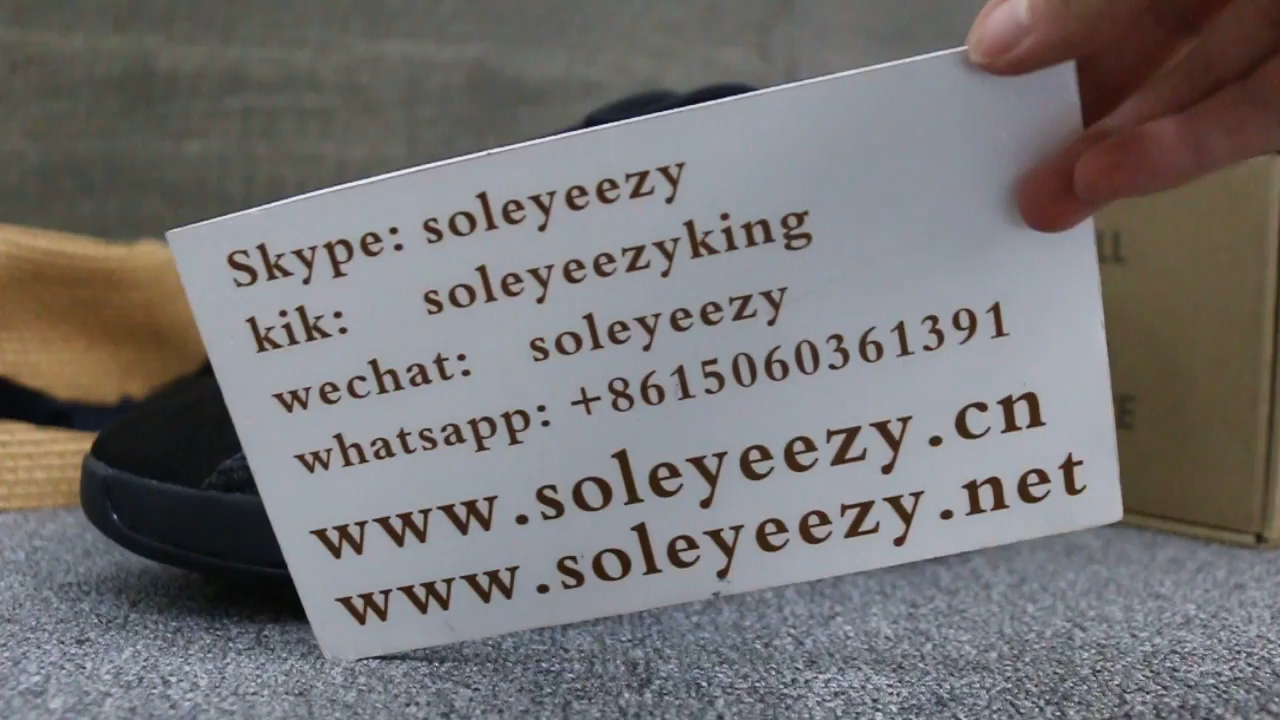 Skype: soleyeezy
kik: soleyeezyking
wechat: soleyeezy
whatsapp: +8615060361391
www.soleyeezy.cn
www.soleyeezy.net